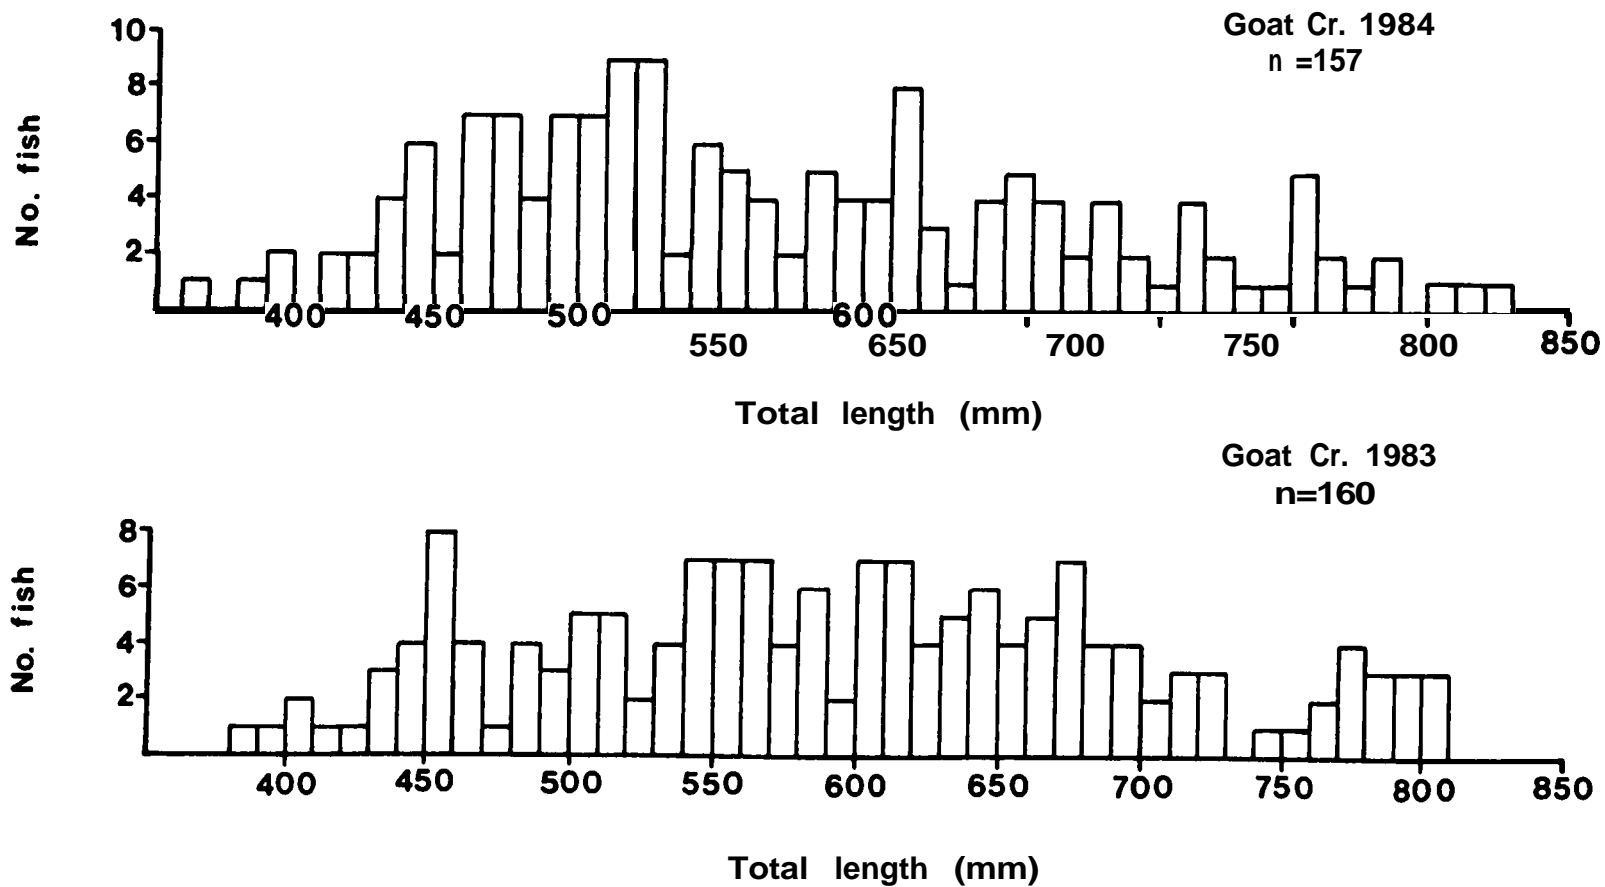 Goat Cr. 1984
n =157
10
8
6
4
2
No. fish
400 450 500 600
550 650 700 750 800 850
Total length (mm)
Goat Cr. 1983
n=160
8
6
4
2
No. fish
400 450 500 550 600 650 700 750 800 850
Total length (mm)